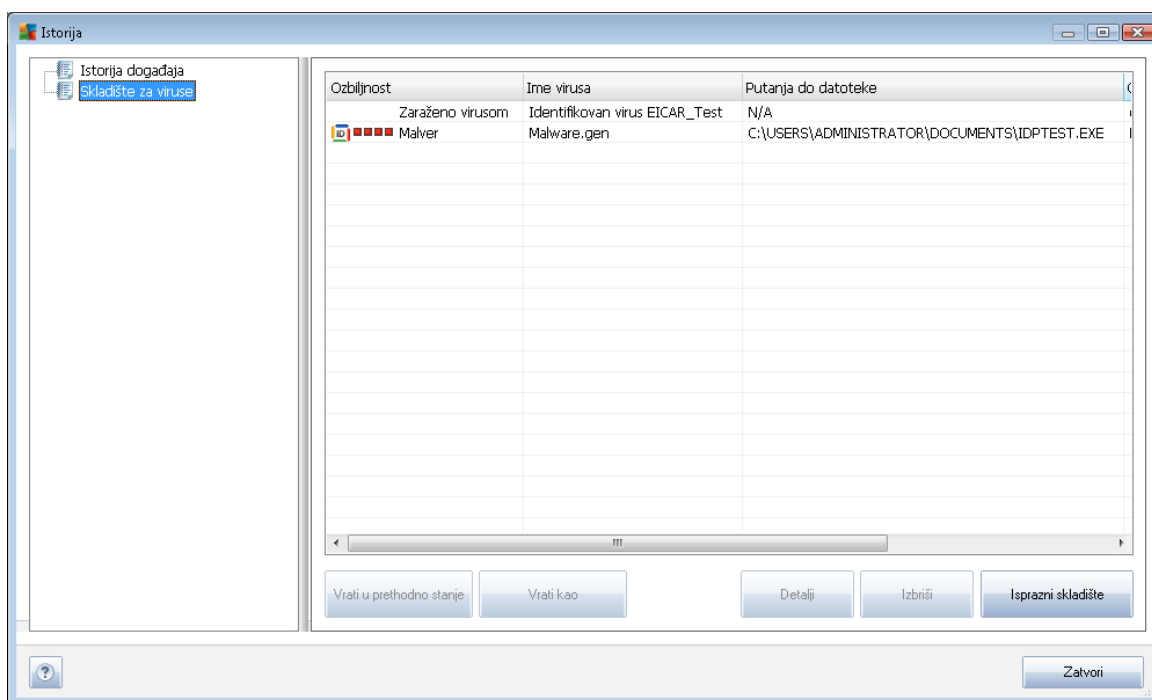 Istorija
Istorija događaja
Skladište za viruse
Ozbiljnost Ime virusa Putanja do datoteke
Zaraženo virusom Identifikovan virus EICAR_Test N/A
Malver Malware.gen C:\USERS\ADMINISTRATOR\DOCUMENTS\IDPTEST.EXE
Vrati u prethodno stanje Vrati kao Detalji Izbriši Isprazni skladište
? Zatvori